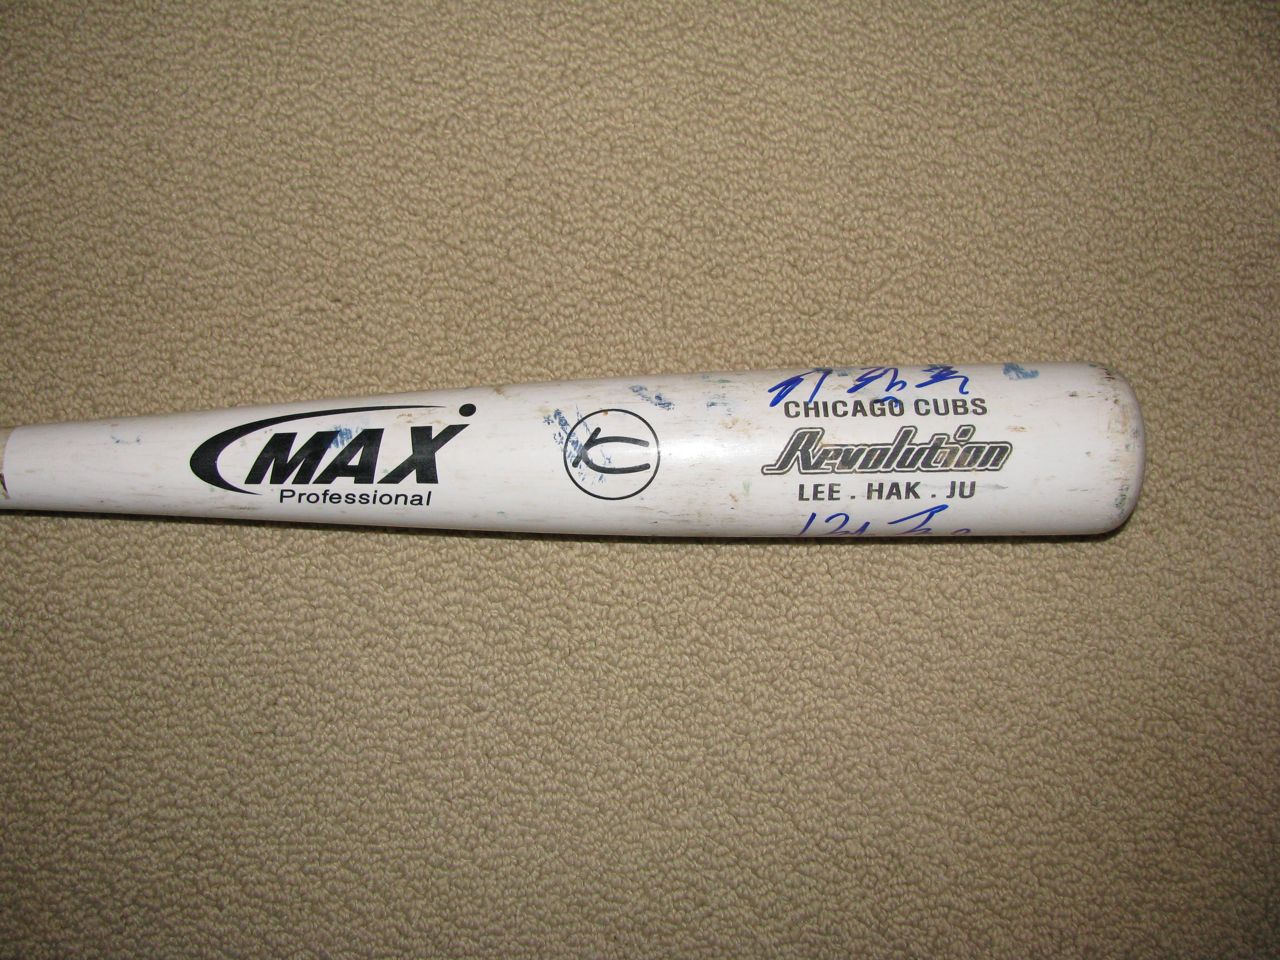 MAX
Professional
K
CHICAGO CUBS
Revolution
LEE . HAK . JU